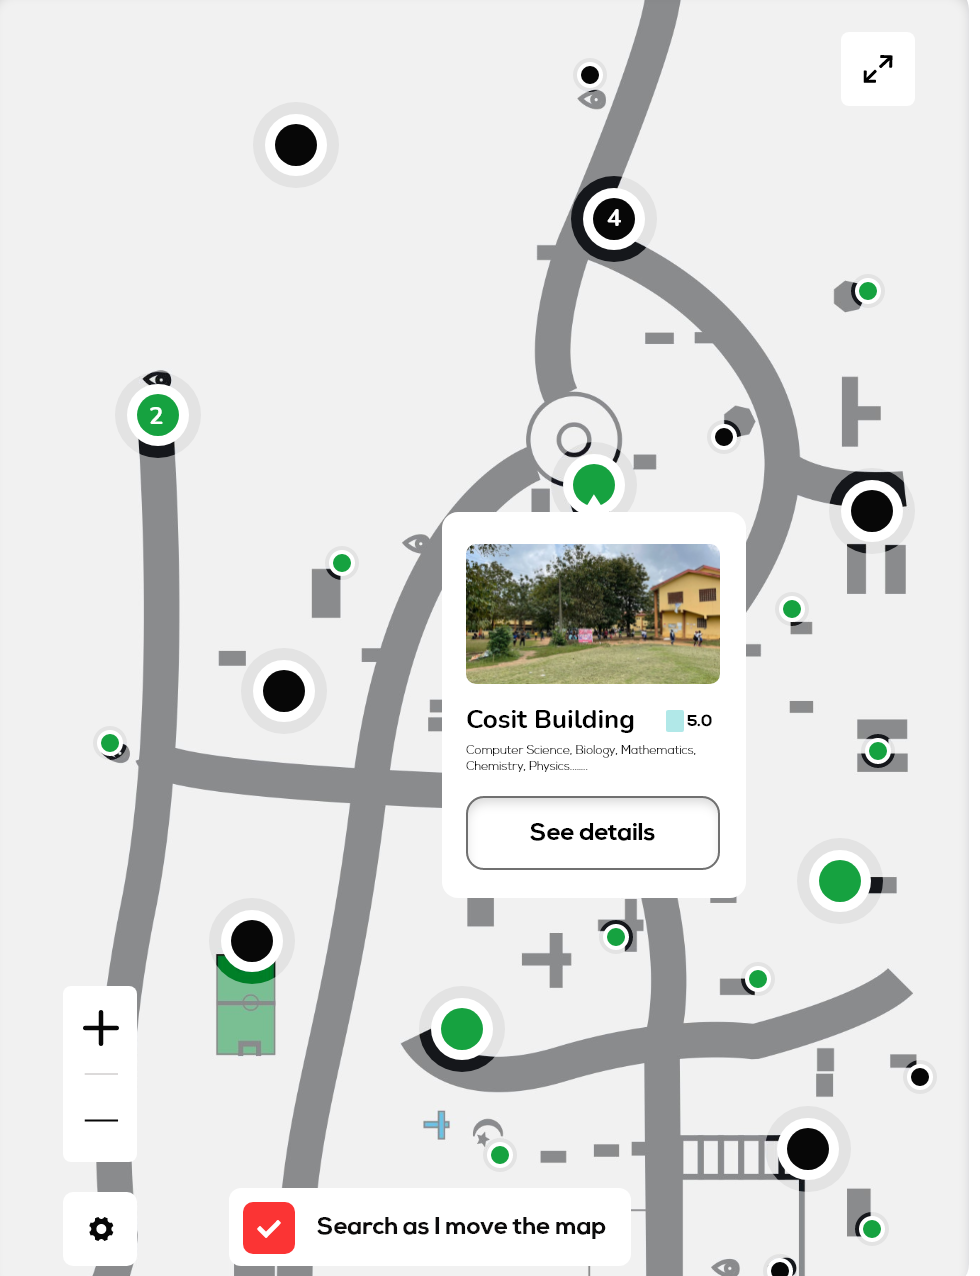 4
2
Cosit Building
5.0
Computer Science, Biology, Mathematics,
Chemistry, Physics........
See details
Search as I move the map